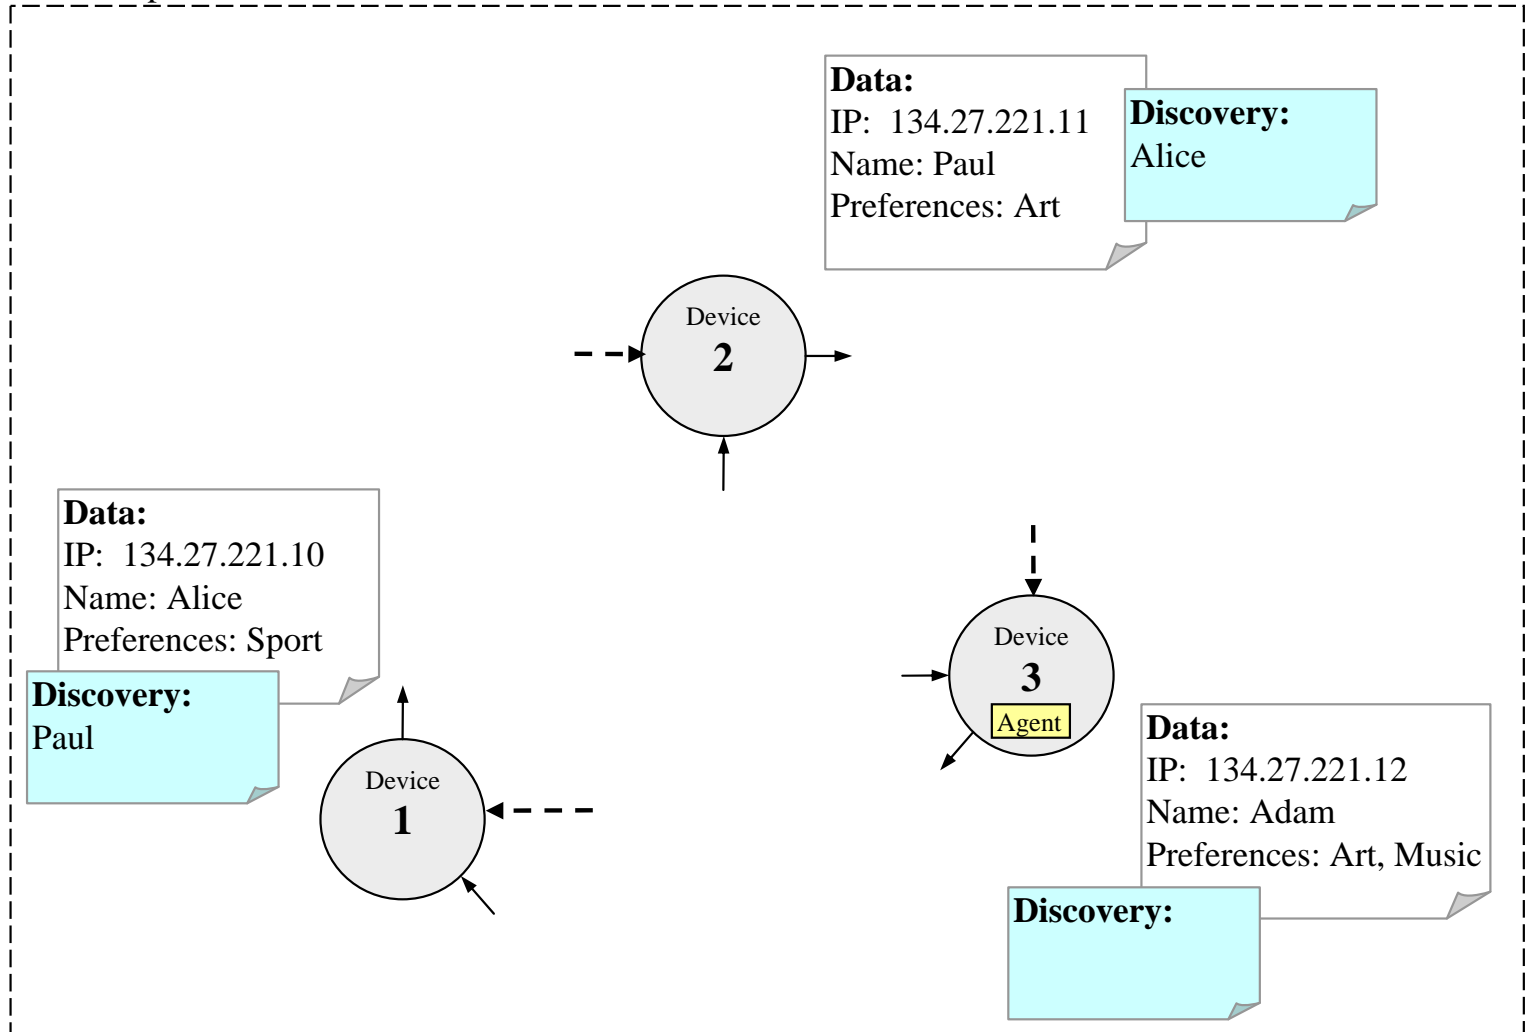 Data:
IP: 134.27.221.11
Name: Paul
Preferences: Art
Discovery:
Alice
Device
2
Data:
IP: 134.27.221.10
Name: Alice
Preferences: Sport
Discovery:
Paul
Device
1
Device
3
Agent
Data:
IP: 134.27.221.12
Name: Adam
Preferences: Art, Music
Discovery: